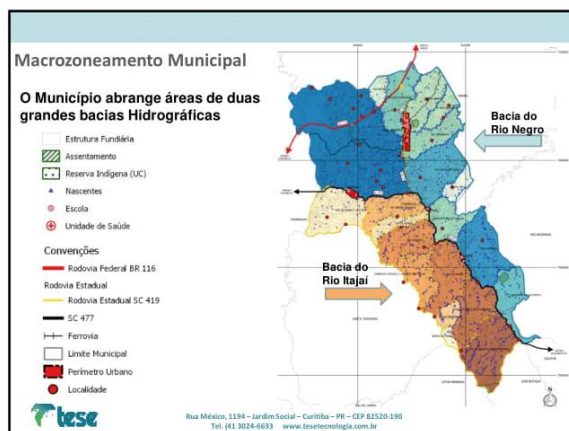 Macrozoneamento Municipal
O Município abrange áreas de duas
grandes bacias Hidrográficas
Estrutura Fundiária
Assentamento
Reserva Indígena (UC)
Nascentes
Escola
Unidade de Saúde
Convenções
Rodovia Federal BR 116
Rodovia Estadual
Rodovia Estadual SC 419
SC 477
Ferrovia
Limite Municipal
Perímetro Urbano
Localidade
Bacia do
Rio Negro
Bacia do
Rio Itajaí
tese
Rua México, 1194 – Jardim Social – Curitiba – PR – CEP 82520-190
Tel. (41 3024-6633 www.tesetecnologia.com.br